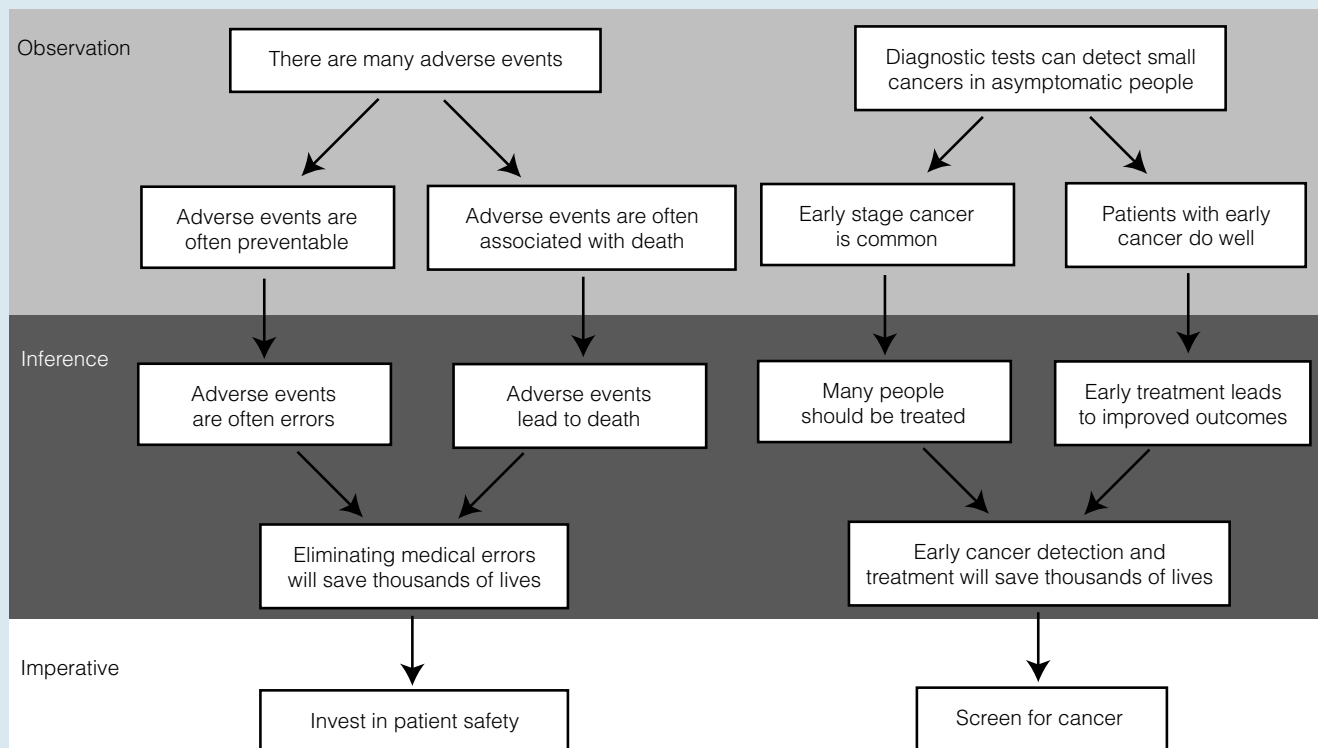 Observation
There are many adverse events
Diagnostic tests can detect small
cancers in asymptomatic people
Adverse events are
often preventable
Adverse events are often
associated with death
Early stage cancer
is common
Patients with early
cancer do well
Inference
Adverse events
are often errors
Adverse events
lead to death
Many people
should be treated
Early treatment leads
to improved outcomes
Eliminating medical errors
will save thousands of lives
Early cancer detection and
treatment will save thousands of lives
Imperative
Invest in patient safety
Screen for cancer